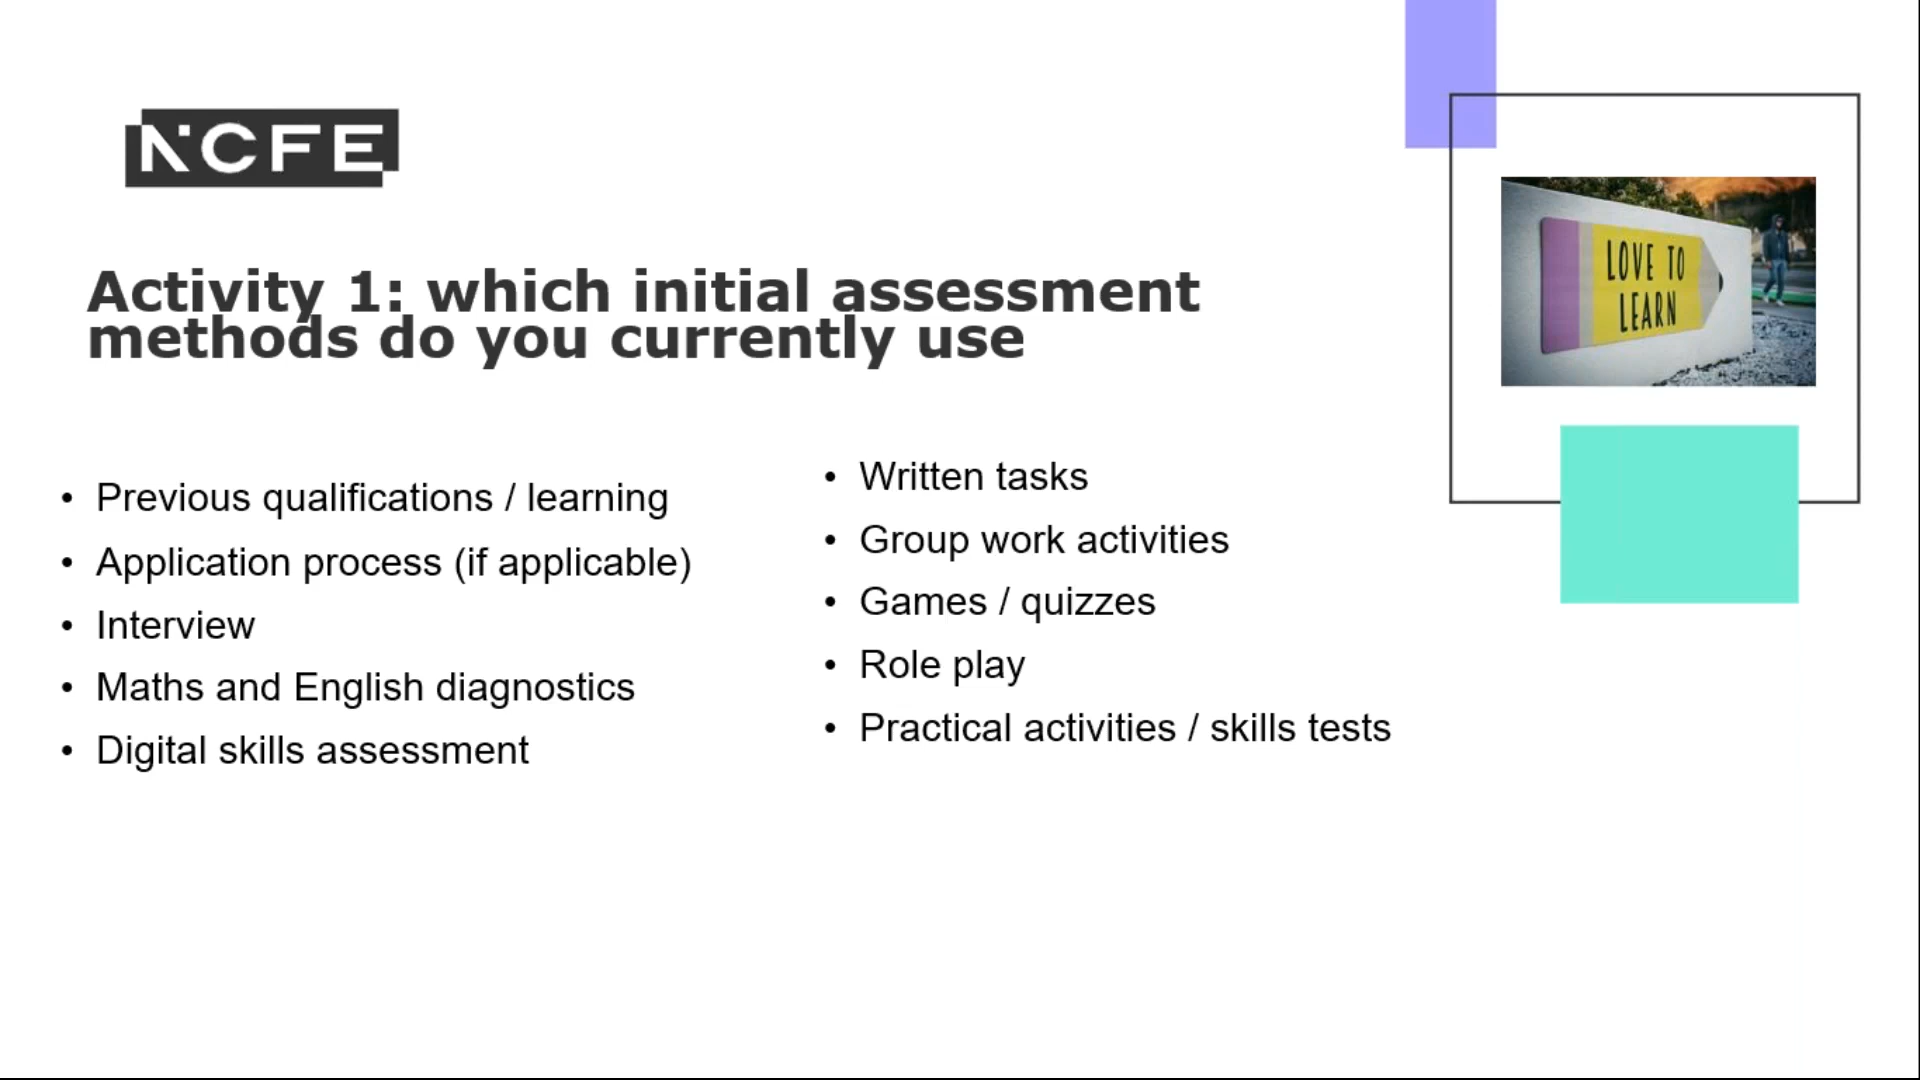 NCFE
Activity 1: which initial assessment
methods do you currently use
• Previous qualifications / learning
• Application process (if applicable)
• Interview
• Maths and English diagnostics
• Digital skills assessment
• Written tasks
• Group work activities
• Games / quizzes
• Role play
• Practical activities / skills tests
LOVE TO
LEARN